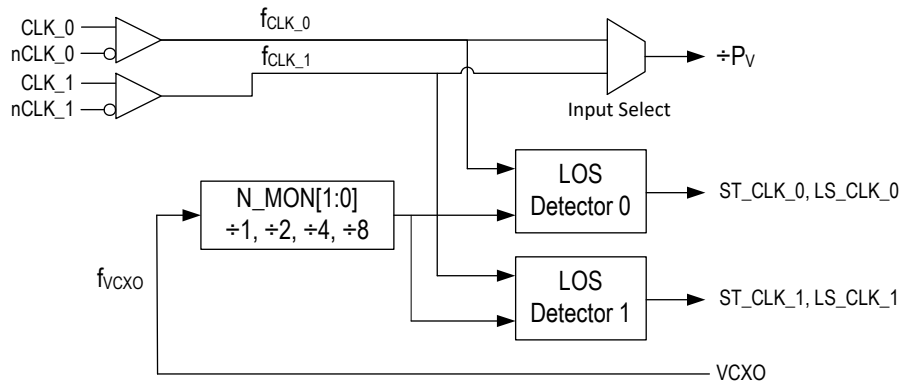 CLK_0
nCLK_0
CLK_1
nCLK_1
fCLK_0
fCLK_1
÷PV
Input Select
N_MON[1:0]
÷1, ÷2, ÷4, ÷8
LOS
Detector 0
ST_CLK_0, LS_CLK_0
fVCXO
LOS
Detector 1
ST_CLK_1, LS_CLK_1
VCXO